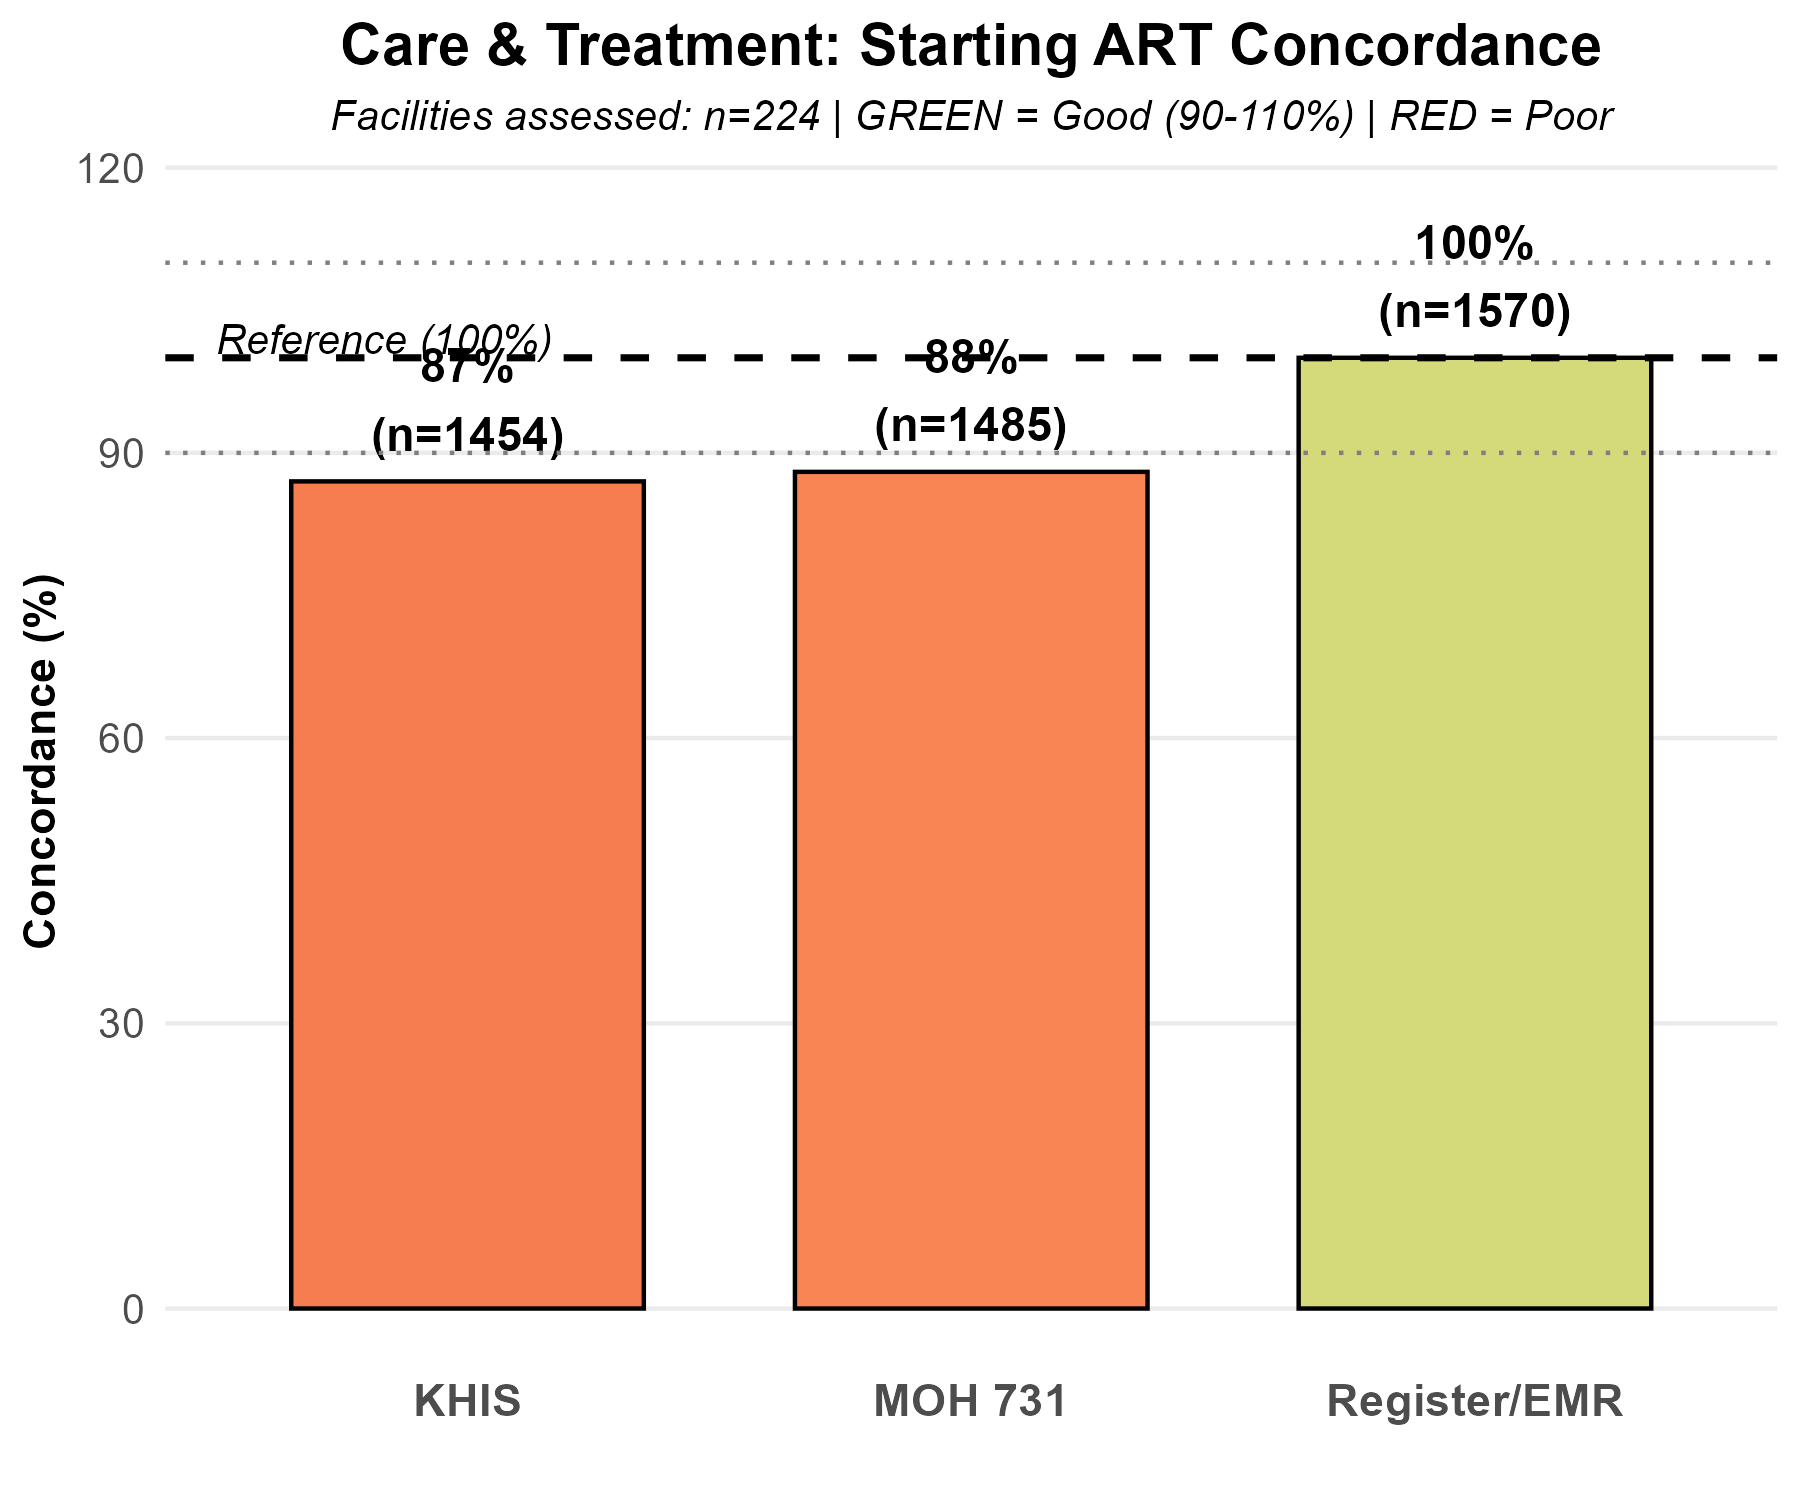 Care & Treatment: Starting ART Concordance
Facilities assessed: n=224 | GREEN = Good (90-110%) | RED = Poor
120
90
60
30
0
Concordance (%)
Reference (100%)
87%
(n=1454)
88%
(n=1485)
100%
(n=1570)
KHIS
MOH 731
Register/EMR